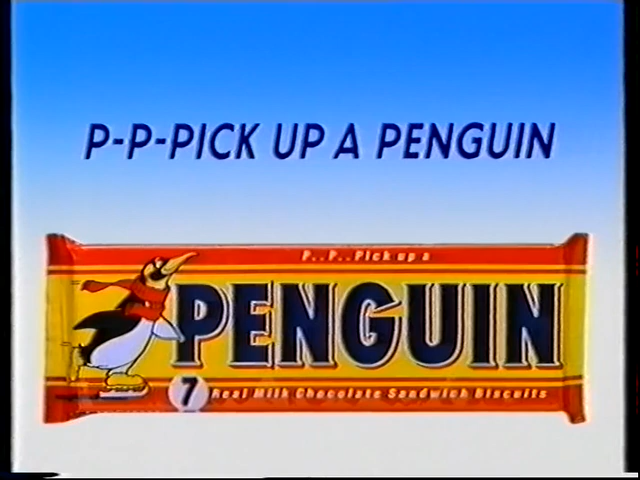 P-P-PICK UP A PENGUIN
P..P..Pick up a
PENGUIN
7 Real Milk Chocolate Sandwich Biscuits